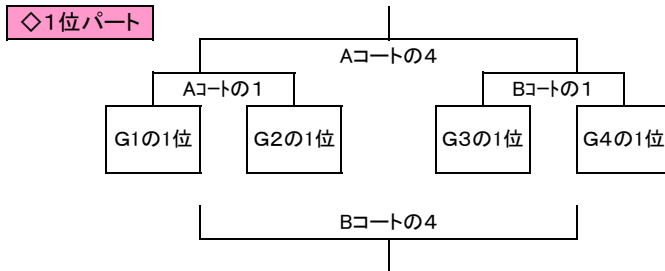 ◇１位パート
Aコートの４
Aコートの１
Bコートの１
G1の1位
G２の1位
G３の1位
G４の1位
Bコートの４